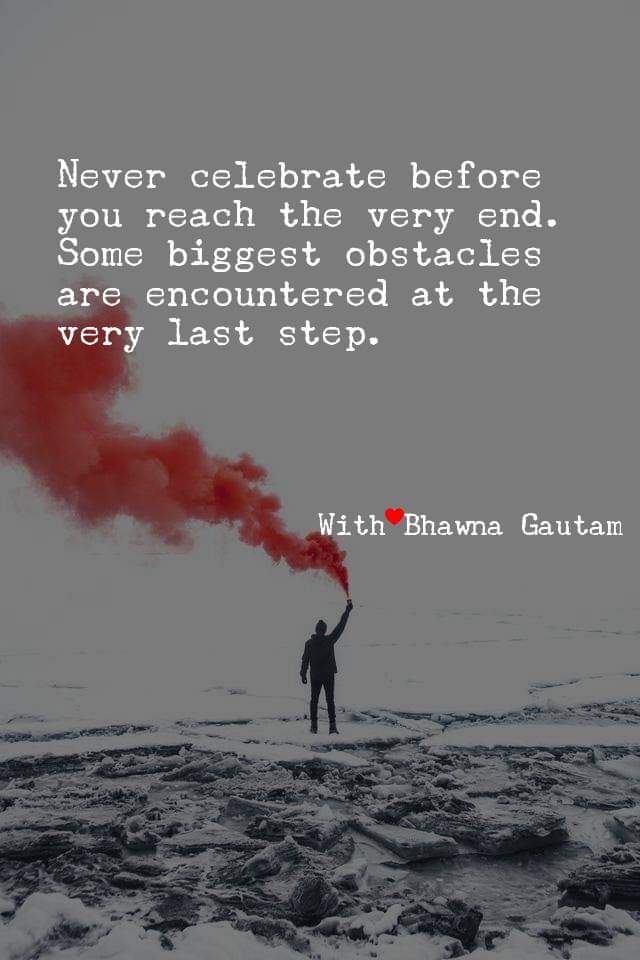 Never celebrate before
you reach the very end.
Some biggest obstacles
are encountered at the
very last step.
With❤Bhawna Gautam